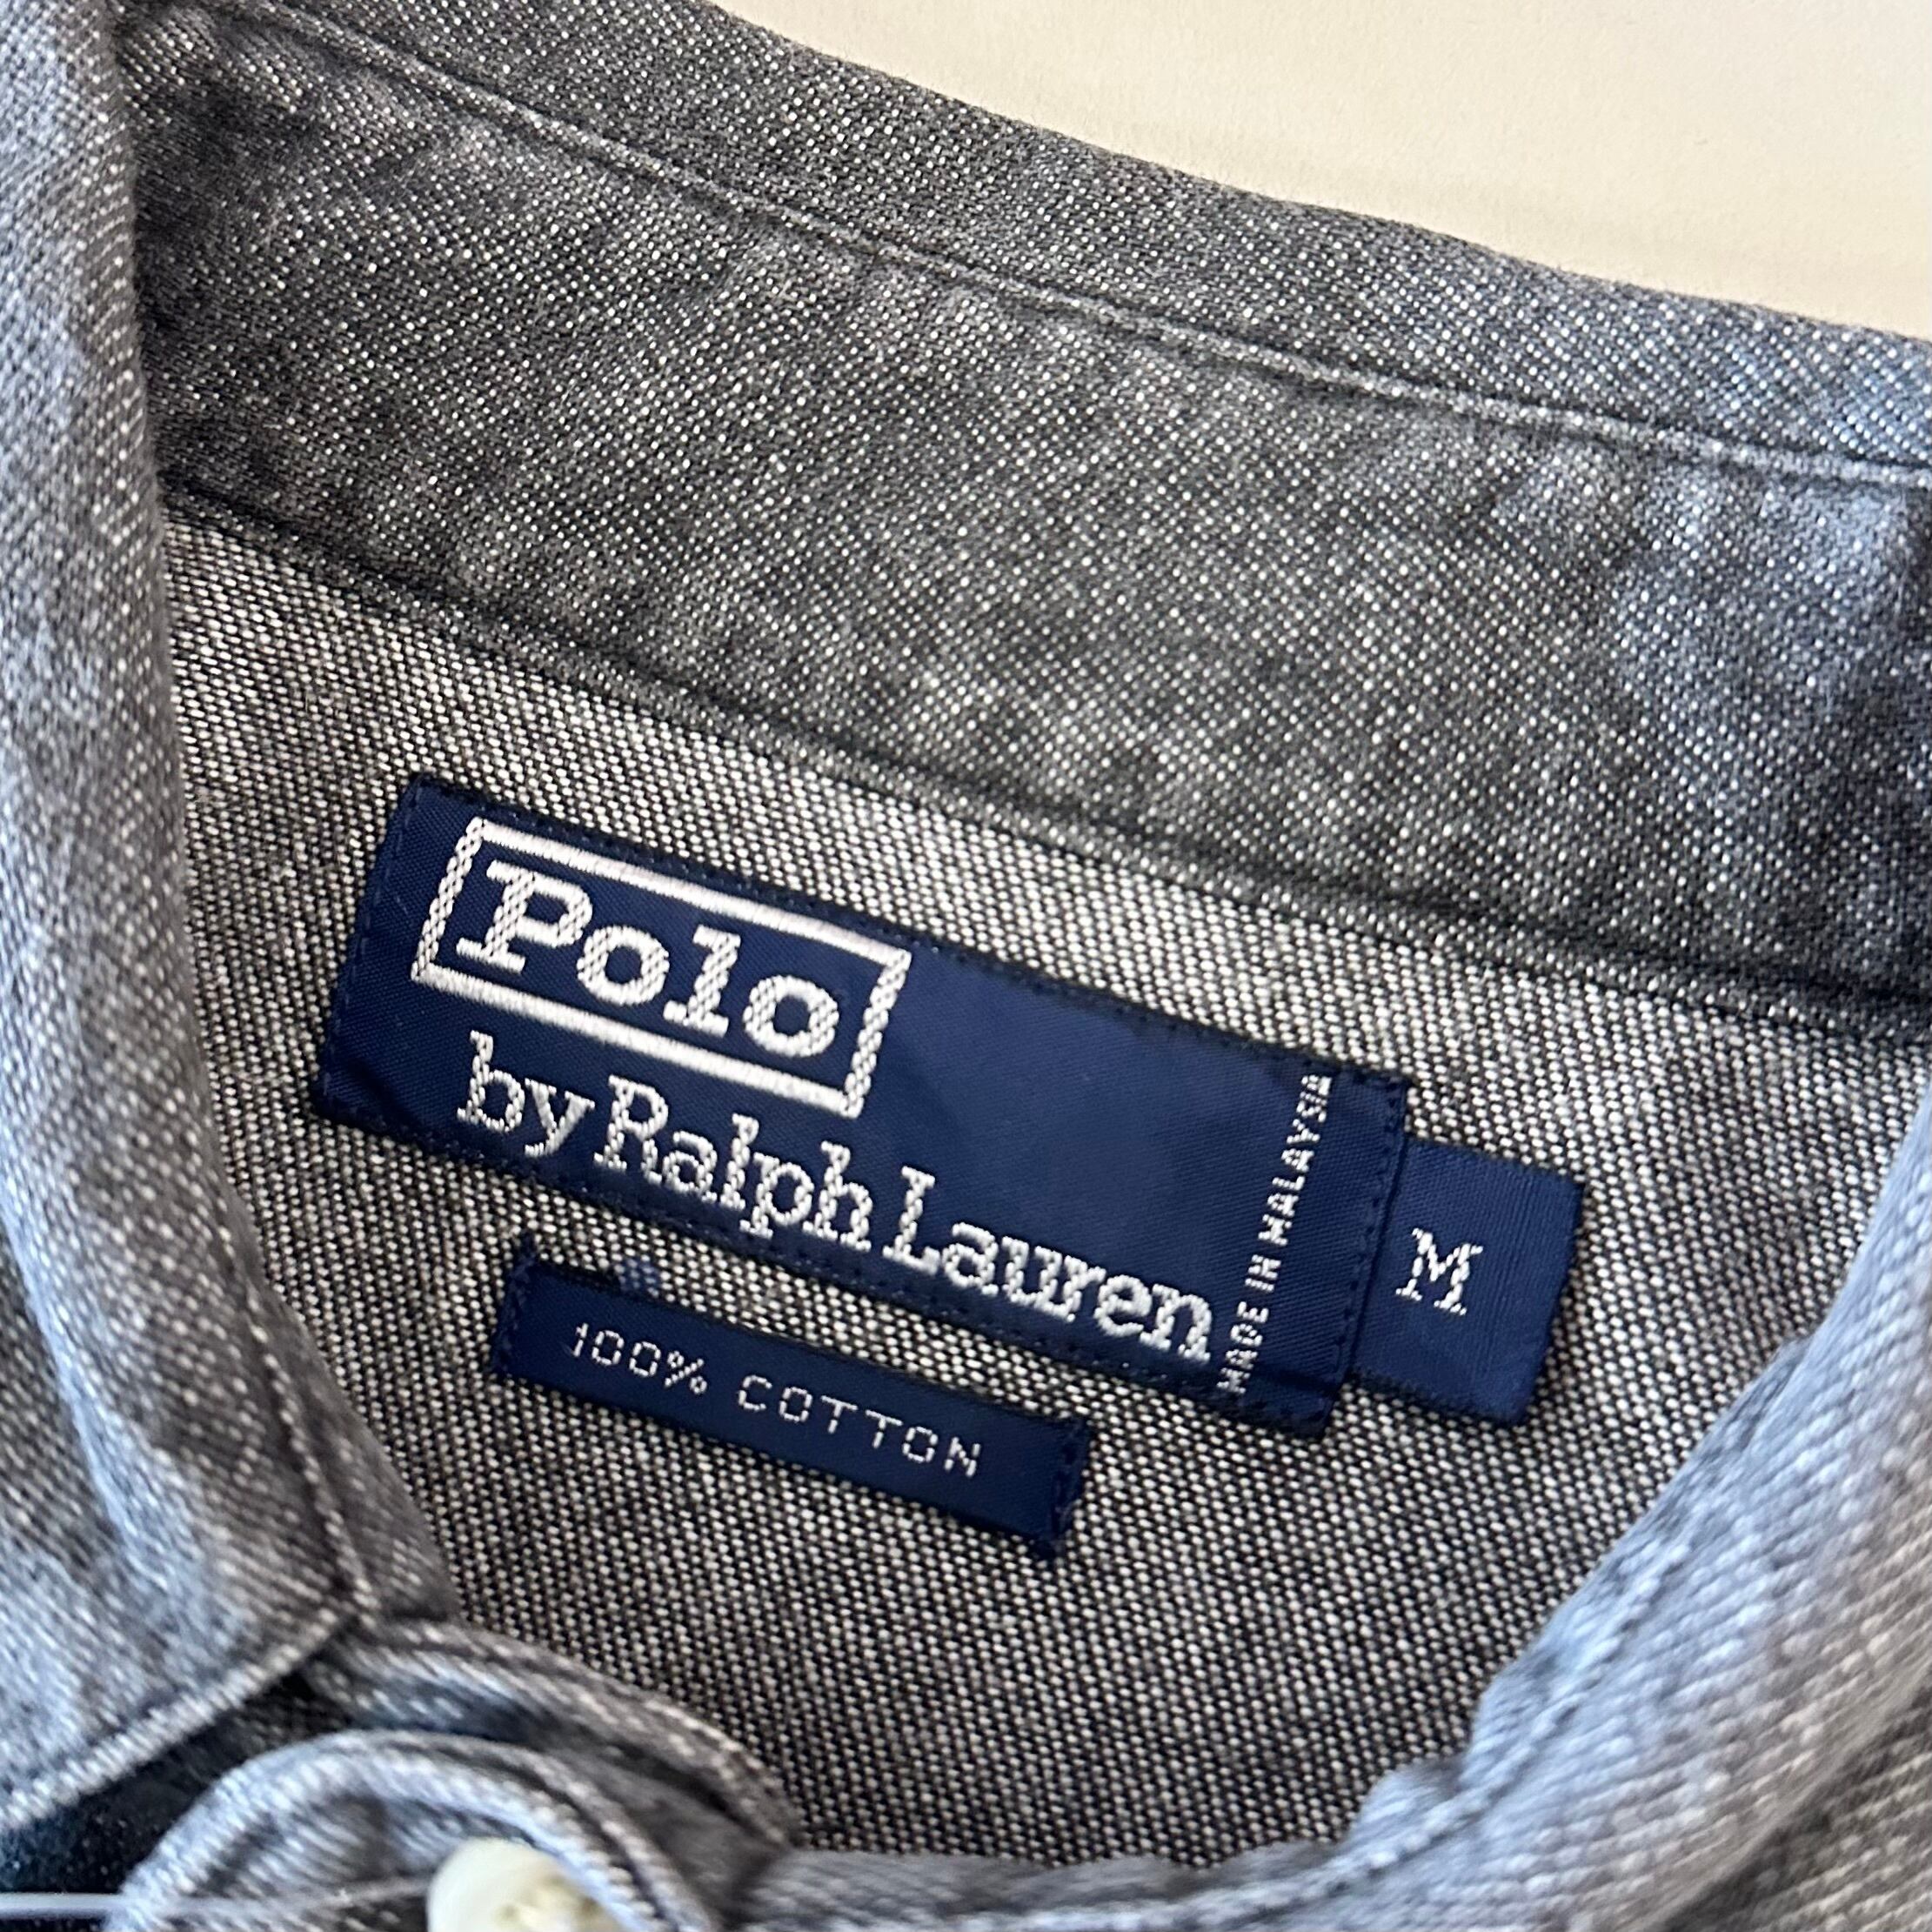 Polo
by Ralph Lauren
MADE IN MALAYSIA
M
100% COTTON